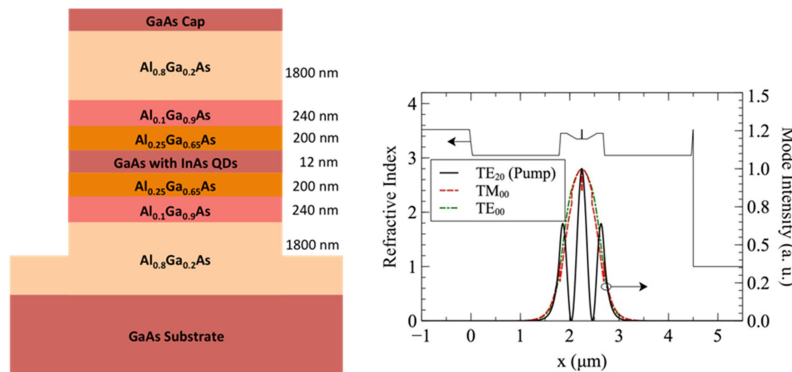 GaAs Cap
Al0.8Ga0.2As
1800 nm
Al0.1Ga0.9As
240 nm
Al0.25Ga0.65As
200 nm
GaAs with InAs QDs
12 nm
Al0.25Ga0.65As
200 nm
Al0.1Ga0.9As
240 nm
1800 nm
Al0.8Ga0.2As
GaAs Substrate
Refractive Index
4
3
2
1
0
TE20 (Pump)
TM00
TE00
1.5
1.2
1.0
0.8
0.5
0.2
0.0
Mode Intensity (a. u.)
−1
0
1
2
3
4
5
x (μm)